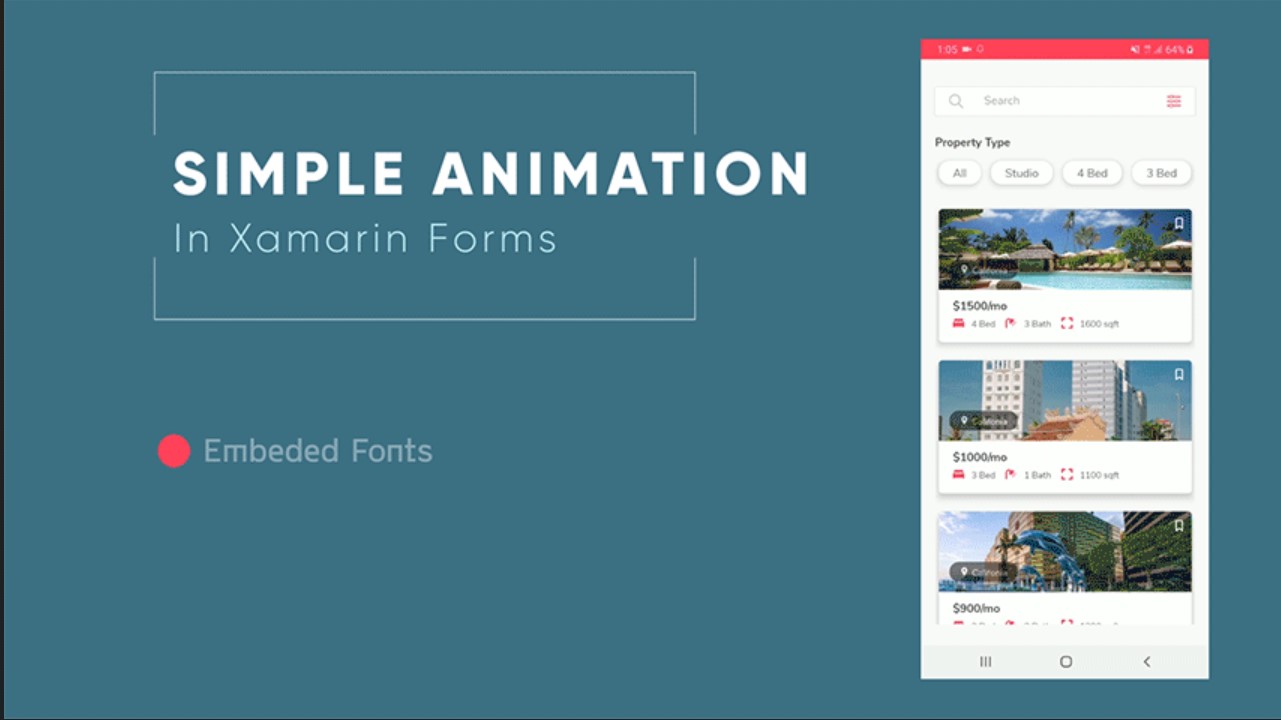 SIMPLE ANIMATION
In Xamarin Forms
Embeded Fonts
1:05 64%
Search
Property Type
All Studio 4 Bed 3 Bed
California
$1500/mo
4 Bed 3 Bath 1600 sqft
California
$1000/mo
3 Bed 1 Bath 1100 sqft
California
$900/mo